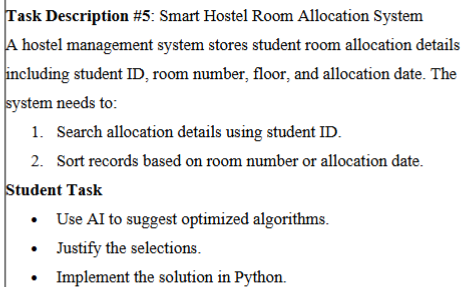 Task Description #5: Smart Hostel Room Allocation System
A hostel management system stores student room allocation details
including student ID, room number, floor, and allocation date. The
system needs to:
1. Search allocation details using student ID.
2. Sort records based on room number or allocation date.
Student Task
• Use AI to suggest optimized algorithms.
• Justify the selections.
• Implement the solution in Python.